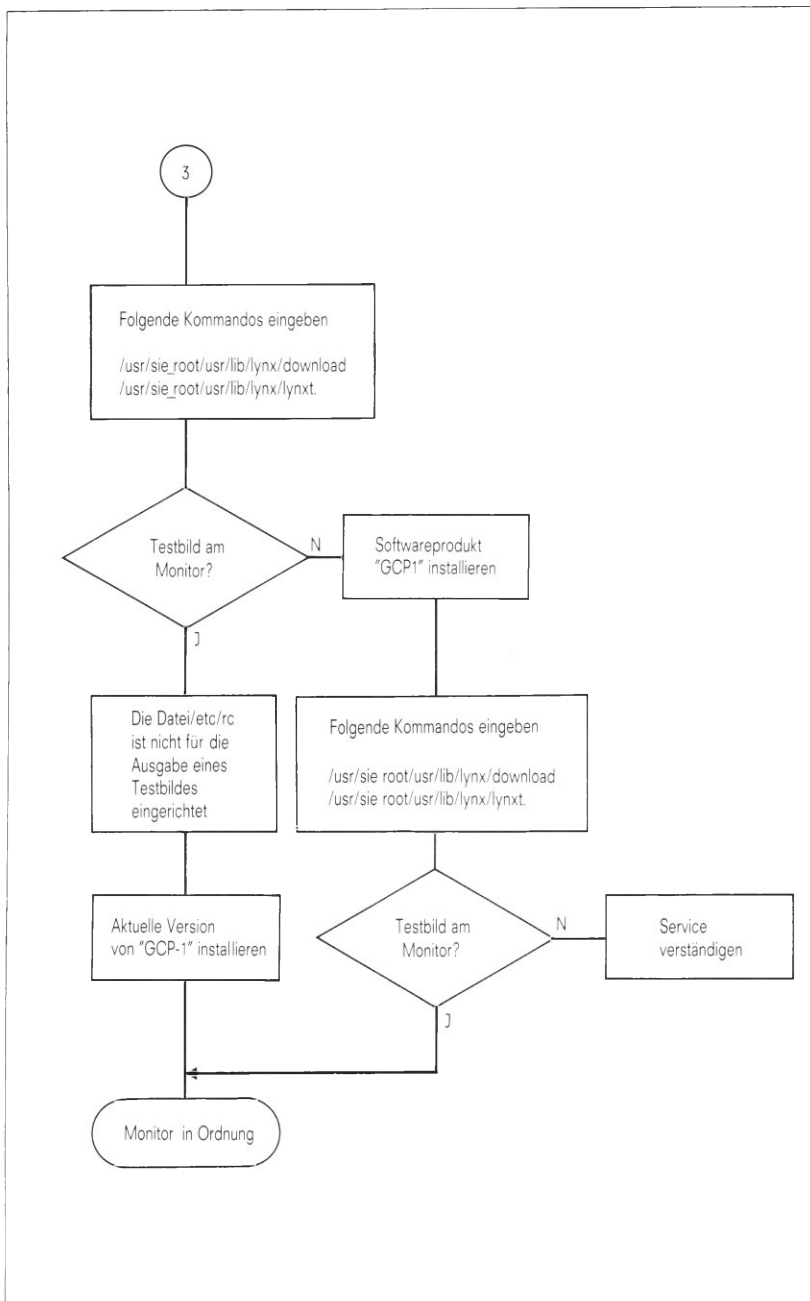 3
Folgende Kommandos eingeben
/usr/sie_root/usr/lib/lynx/download
/usr/sie_root/usr/lib/lynx/lynxt.
Testbild am
Monitor?
N
J
Softwareprodukt
"GCP1" installieren
Die Datei/etc/rc
ist nicht für die
Ausgabe eines
Testbildes
eingerichtet
Folgende Kommandos eingeben
/usr/sie root/usr/lib/lynx/download
/usr/sie root/usr/lib/lynx/lynxt.
Aktuelle Version
von "GCP-1" installieren
Testbild am
Monitor?
N
J
Service
verständigen
Monitor in Ordnung